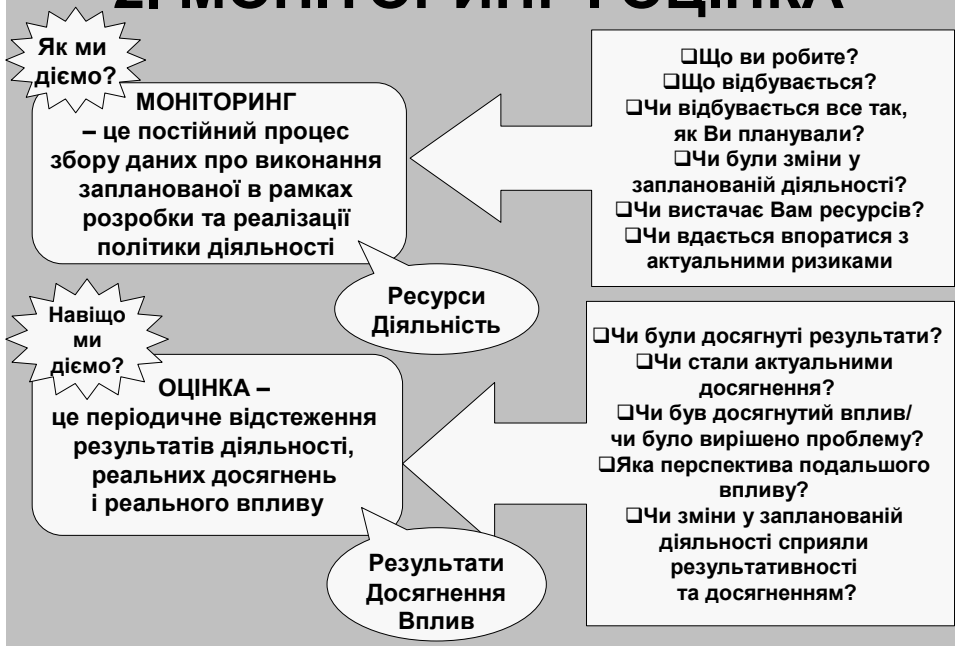 2. МОНІТОРИНГ І ОЦІНКА
Як ми
діємо?
МОНІТОРИНГ
– це постійний процес
збору даних про виконання
запланованої в рамках
розробки та реалізації
політики діяльності
Ресурси
Діяльність
❑Що ви робите?
❑Що відбувається?
❑Чи відбувається все так,
як Ви планували?
❑Чи були зміни у
запланованій діяльності?
❑Чи вистачає Вам ресурсів?
❑Чи вдається впоратися з
актуальними ризиками
Навіщо
ми
діємо?
ОЦІНКА –
це періодичне відстеження
результатів діяльності,
реальних досягнень
і реального впливу
Результати
Досягнення
Вплив
❑Чи були досягнуті результати?
❑Чи стали актуальними
досягнення?
❑Чи був досягнутий вплив/
чи було вирішено проблему?
❑Яка перспектива подальшого
впливу?
❑Чи зміни у запланованій
діяльності сприяли
результативності
та досягненням?